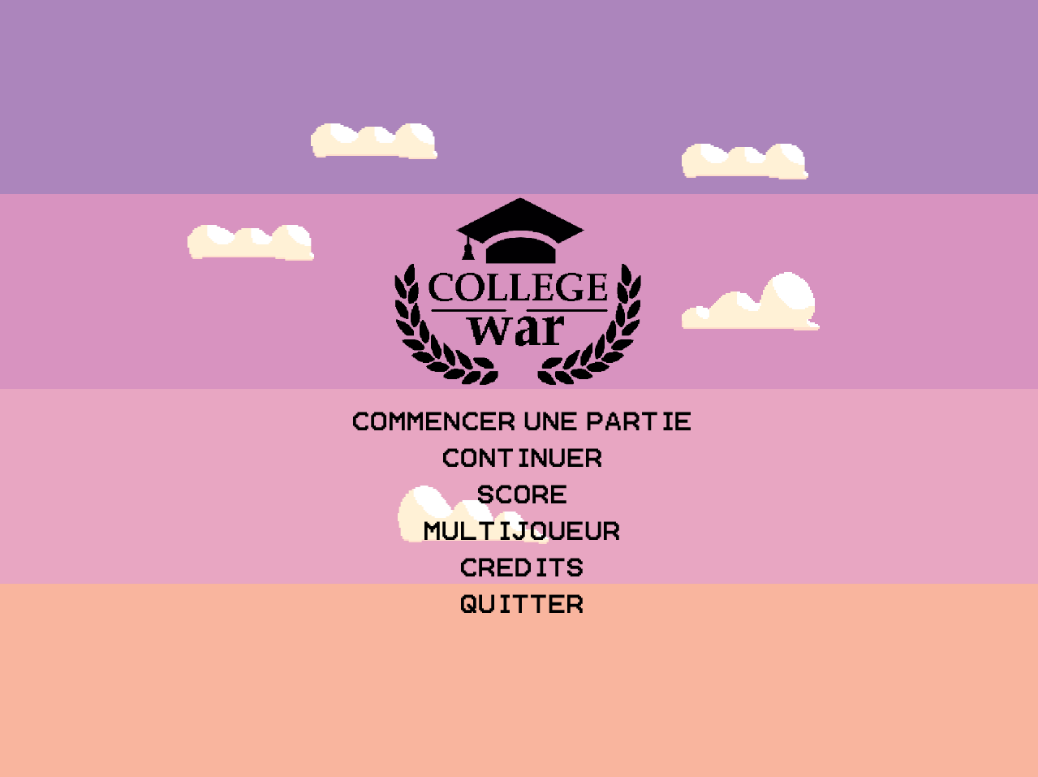 COLLEGE
war
COMMENCER UNE PARTIE
CONTINUER
SCORE
MULTIJOUEUR
CREDITS
QUITTER